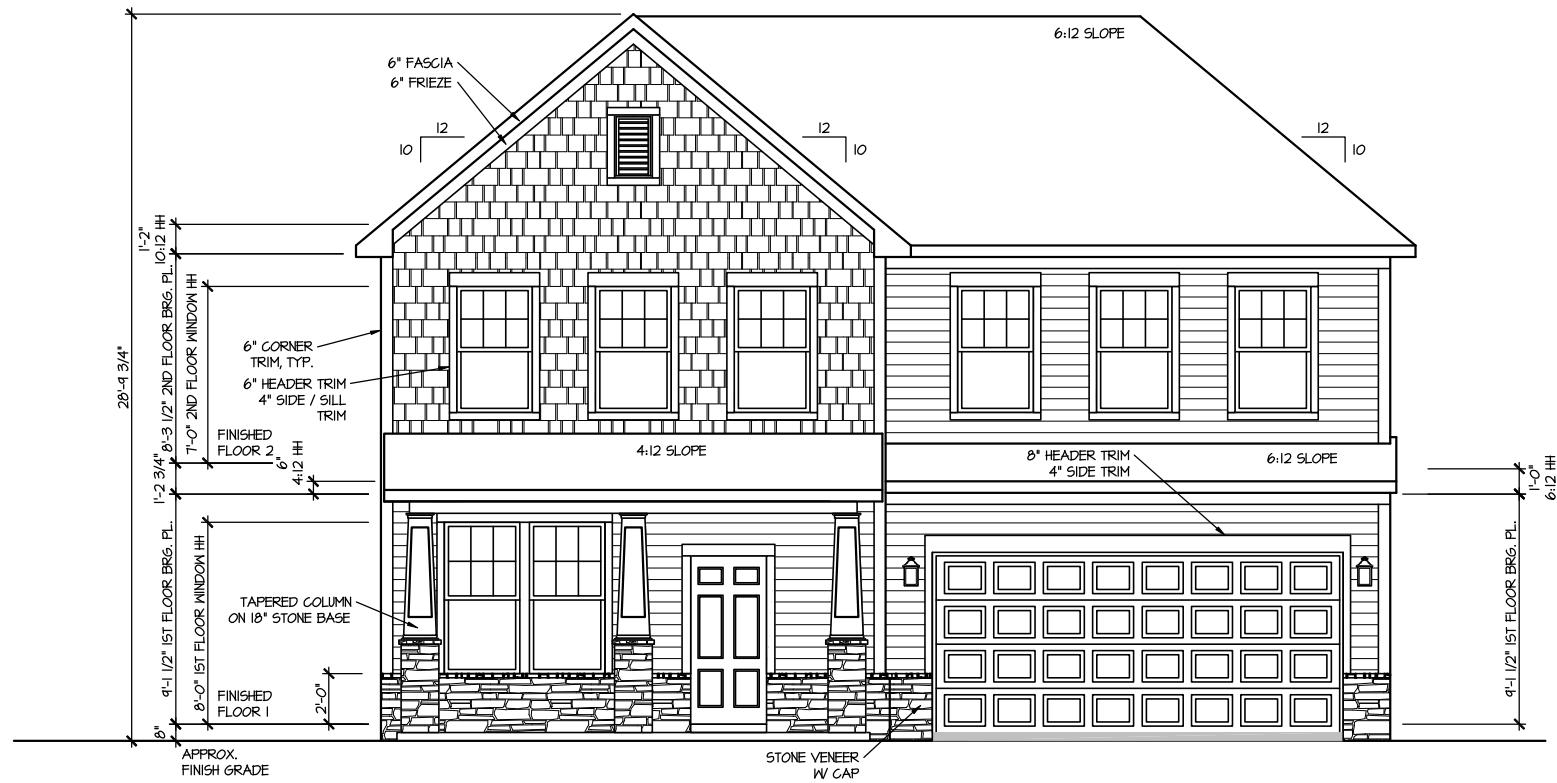 6:12 SLOPE
6" FASCIA
6" FRIEZE
12
10
12
10
12
10
28'-9 3/4"
1'-2"
10:12 HH
8'-3 1/2" 2ND FLOOR BRG. PL.
7'-0" 2ND FLOOR WINDOW HH
6" CORNER
TRIM, TYP.
6" HEADER TRIM
4" SIDE / SILL
TRIM
FINISHED
FLOOR 2
6"
4:12 HH
1'-2 3/4"
4:12 SLOPE
8" HEADER TRIM
4" SIDE TRIM
6:12 SLOPE
1'-0"
6:12 HH
9'-1 1/2" 1ST FLOOR BRG. PL.
8'-0" 1ST FLOOR WINDOW HH
TAPERED COLUMN
ON 18" STONE BASE
9'-1 1/2" 1ST FLOOR BRG. PL.
FINISHED
FLOOR 1
2'-0"
8"
APPROX.
FINISH GRADE
STONE VENEER
W/ CAP